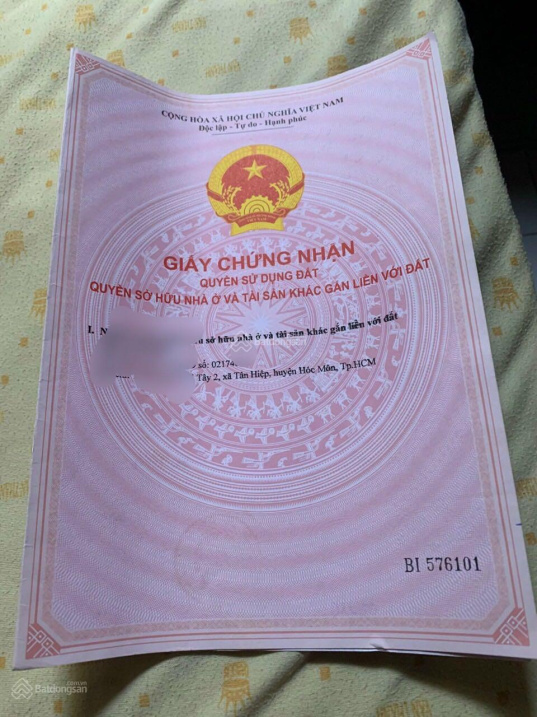 CỘNG HÒA XÃ HỘI CHỦ NGHĨA VIỆT NAM
Độc lập - Tự do - Hạnh phúc
GIẤY CHỨNG NHẬN
QUYỀN SỬ DỤNG ĐẤT
QUYỀN SỞ HỮU NHÀ Ở VÀ TÀI SẢN KHÁC GẮN LIỀN VỚI ĐẤT
I. sở hữu nhà ở và tài sản khác gắn liền với đất
số: 02174
Tây 2, xã Tân Hiệp, huyện Hóc Môn, Tp.HCM
BI 576101
Batdongsan